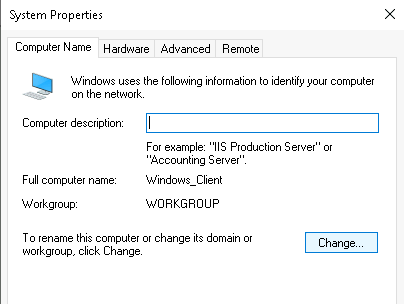 System Properties
Computer Name Hardware Advanced Remote
Windows uses the following information to identify your computer
on the network.
Computer description:
For example: "IIS Production Server" or
"Accounting Server".
Full computer name: Windows_Client
Workgroup: WORKGROUP
To rename this computer or change its domain or
workgroup, click Change.
Change...